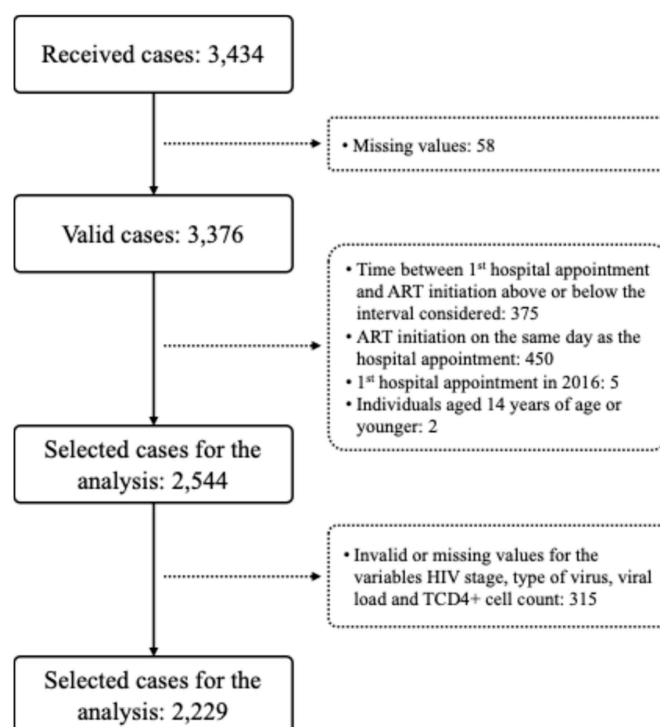 Received cases: 3,434
• Missing values: 58
Valid cases: 3,376
• Time between 1st hospital appointment
and ART initiation above or below the
interval considered: 375
• ART initiation on the same day as the
hospital appointment: 450
• 1st hospital appointment in 2016: 5
• Individuals aged 14 years of age or
younger: 2
Selected cases for the
analysis: 2,544
• Invalid or missing values for the
variables HIV stage, type of virus, viral
load and TCD4+ cell count: 315
Selected cases for the
analysis: 2,229